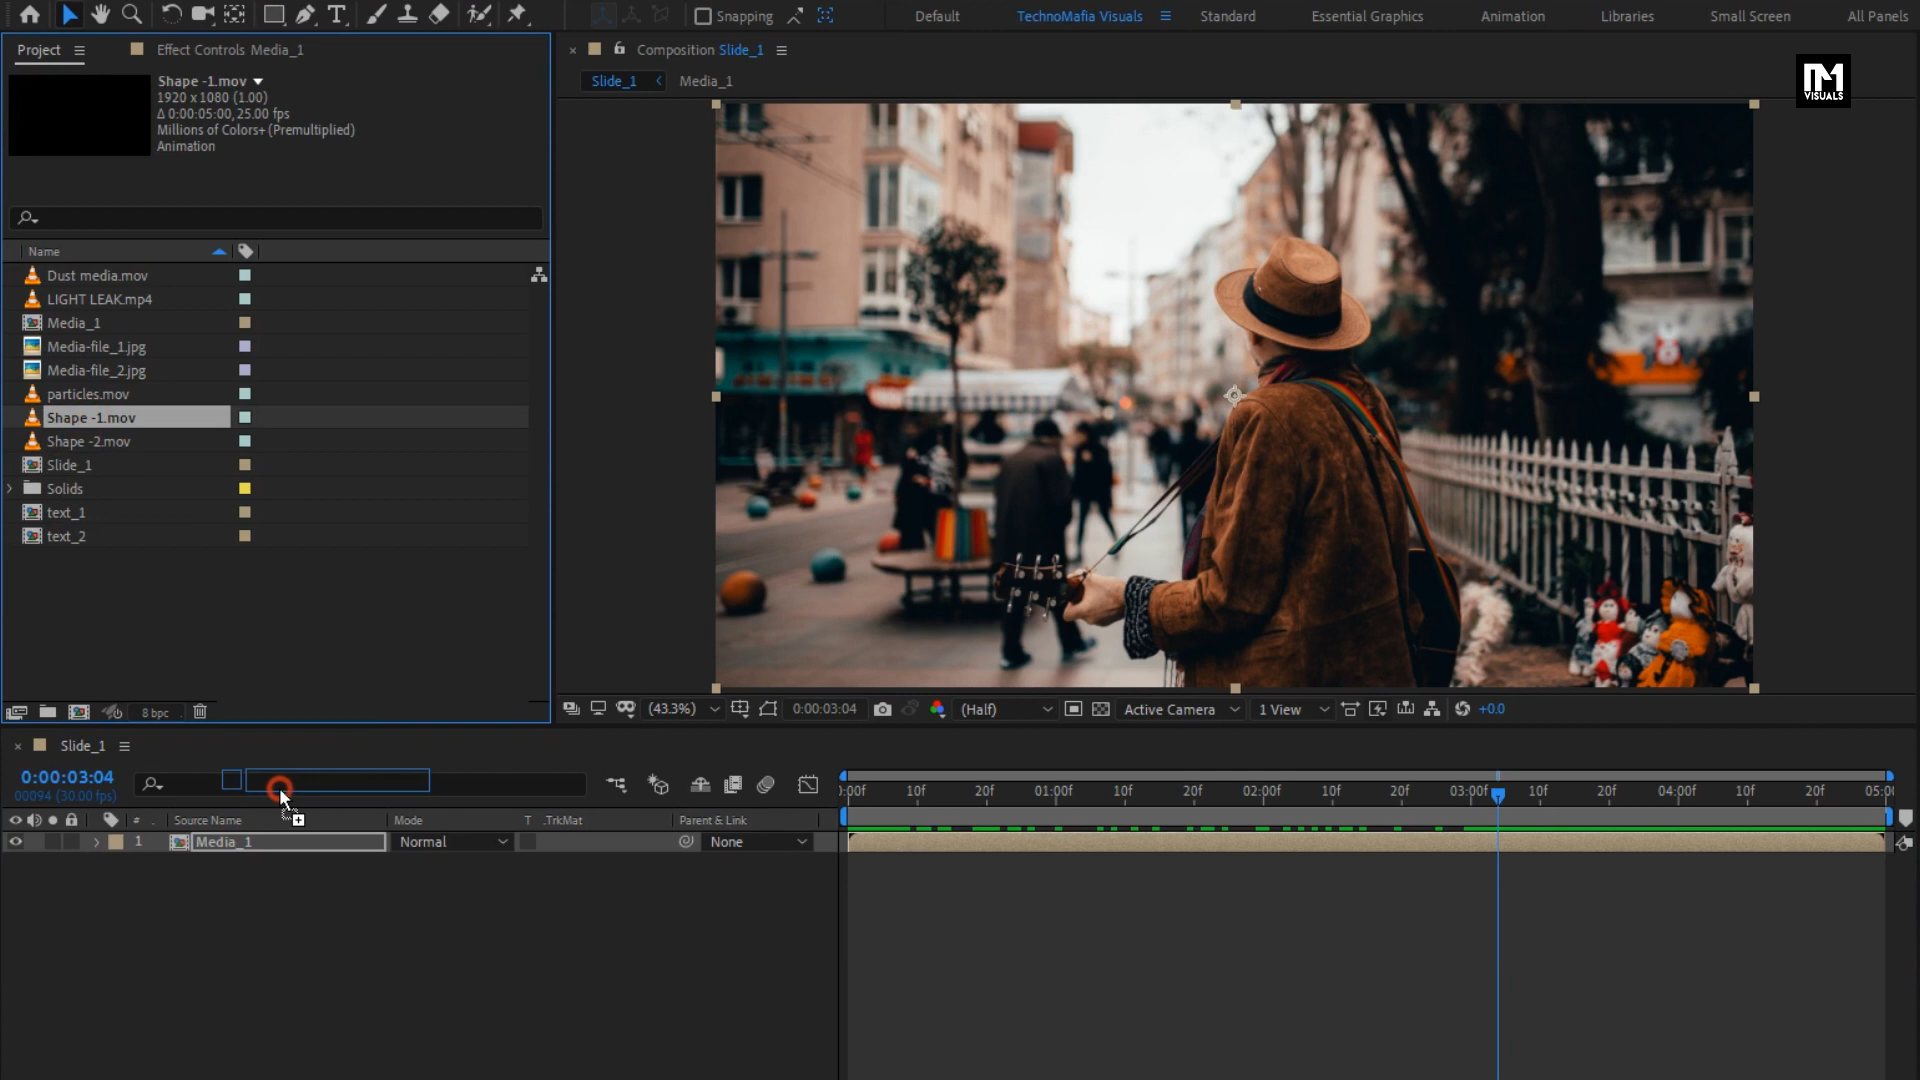 Snapping
Default
TechnoMafia Visuals
Standard
Essential Graphics
Animation
Libraries
Small Screen
All Panels
Project
Effect Controls Media_1
Composition Slide_1
Slide_1
Media_1
VISUALS
Shape -1.mov
1920 x 1080 (1.00)
Δ 0:00:05:00, 25.00 fps
Millions of Colors+ (Premultiplied)
Animation
Name
Dust media.mov
LIGHT LEAK.mp4
Media_1
Media-file_1.jpg
Media-file_2.jpg
particles.mov
Shape -1.mov
Shape -2.mov
Slide_1
Solids
text_1
text_2
8 bpc
(43.3%)
0:00:03:04
(Half)
Active Camera
1 View
+0.0
Slide_1
0:00:03:04
00094 (30.00 fps)
:00f 10f 20f 01:00f 10f 20f 02:00f 10f 20f 03:00f 10f 20f 04:00f 10f 20f 05:00
# Source Name Mode T .TrkMat Parent & Link
1 Media_1 Normal None